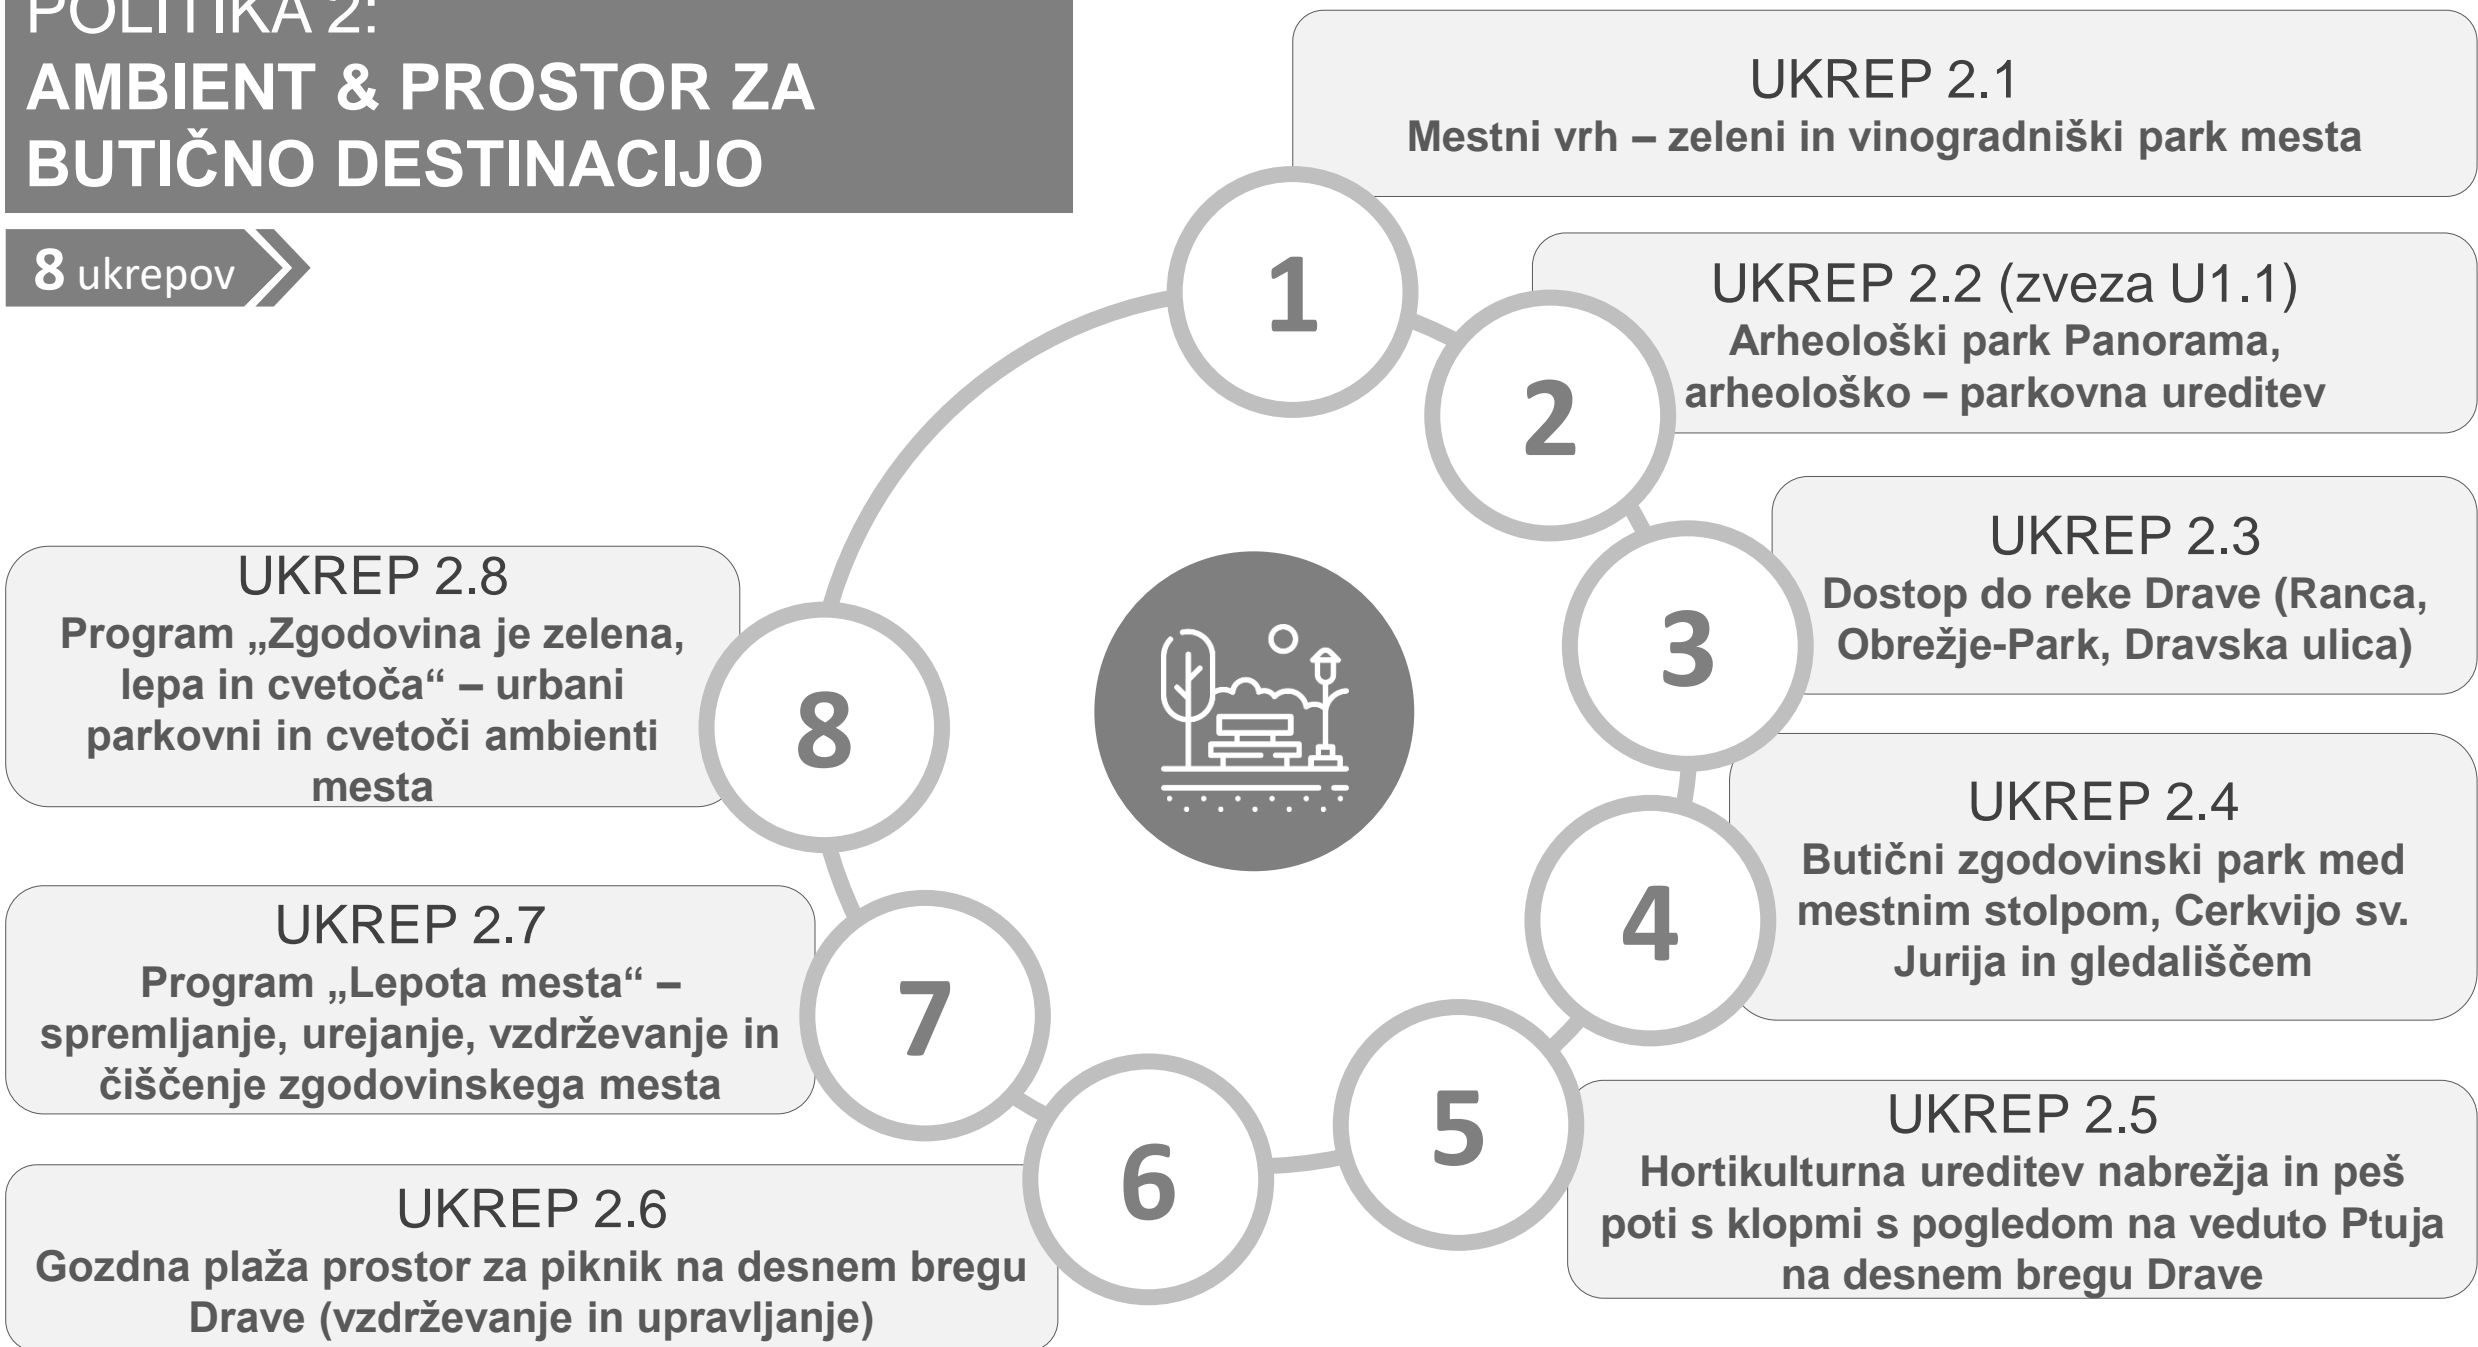 POLITIKA 2:
AMBIENT & PROSTOR ZA
BUTIČNO DESTINACIJO
8 ukrepov
UKREP 2.1
Mestni vrh – zeleni in vinogradniški park mesta
1
UKREP 2.2 (zveza U1.1)
Arheološki park Panorama,
arheološko – parkovna ureditev
2
UKREP 2.3
Dostop do reke Drave (Ranca,
Obrežje-Park, Dravska ulica)
3
UKREP 2.4
Butični zgodovinski park med
mestnim stolpom, Cerkvijo sv.
Jurija in gledališčem
4
UKREP 2.5
Hortikulturna ureditev nabrežja in peš
poti s klopmi s pogledom na veduto Ptuja
na desnem bregu Drave
5
UKREP 2.6
Gozdna plaža prostor za piknik na desnem bregu
Drave (vzdrževanje in upravljanje)
6
UKREP 2.7
Program „Lepota mesta“ –
spremljanje, urejanje, vzdrževanje in
čiščenje zgodovinskega mesta
7
UKREP 2.8
Program „Zgodovina je zelena,
lepa in cvetoča“ – urbani
parkovni in cvetoči ambienti
mesta
8